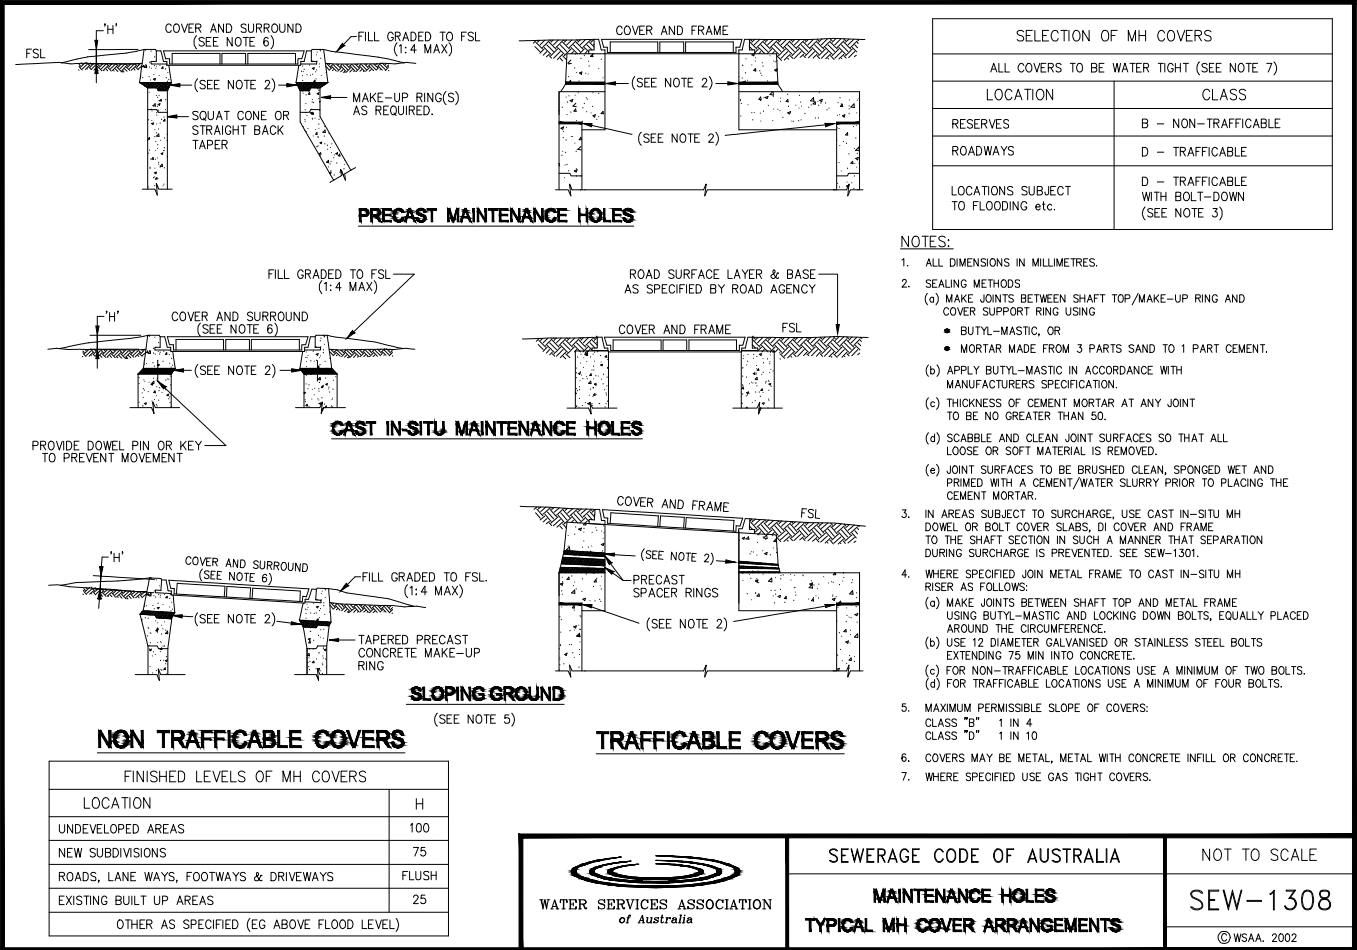 'H'
COVER AND SURROUND
(SEE NOTE 6)
FILL GRADED TO FSL
(1:4 MAX)
FSL
(SEE NOTE 2)
MAKE-UP RING(S)
AS REQUIRED.
SQUAT CONE OR
STRAIGHT BACK
TAPER
COVER AND FRAME
(SEE NOTE 2)
(SEE NOTE 2)
PRECAST MAINTENANCE HOLES
FILL GRADED TO FSL
(1:4 MAX)
'H'
COVER AND SURROUND
(SEE NOTE 6)
(SEE NOTE 2)
PROVIDE DOWEL PIN OR KEY
TO PREVENT MOVEMENT
ROAD SURFACE LAYER & BASE
AS SPECIFIED BY ROAD AGENCY
COVER AND FRAME
FSL
CAST IN-SITU MAINTENANCE HOLES
'H'
COVER AND SURROUND
(SEE NOTE 6)
FILL GRADED TO FSL.
(1:4 MAX)
(SEE NOTE 2)
TAPERED PRECAST
CONCRETE MAKE-UP
RING
COVER AND FRAME
FSL
(SEE NOTE 2)
PRECAST
SPACER RINGS
(SEE NOTE 2)
SLOPING GROUND
(SEE NOTE 5)
NON TRAFFICABLE COVERS
TRAFFICABLE COVERS
FINISHED LEVELS OF MH COVERS
LOCATION H
UNDEVELOPED AREAS 100
NEW SUBDIVISIONS 75
ROADS, LANE WAYS, FOOTWAYS & DRIVEWAYS FLUSH
EXISTING BUILT UP AREAS 25
OTHER AS SPECIFIED (EG ABOVE FLOOD LEVEL)
SELECTION OF MH COVERS
ALL COVERS TO BE WATER TIGHT (SEE NOTE 7)
LOCATION CLASS
RESERVES B - NON-TRAFFICABLE
ROADWAYS D - TRAFFICABLE
LOCATIONS SUBJECT
TO FLOODING etc.
D - TRAFFICABLE
WITH BOLT-DOWN
(SEE NOTE 3)
NOTES:
1. ALL DIMENSIONS IN MILLIMETRES.
2. SEALING METHODS
(a) MAKE JOINTS BETWEEN SHAFT TOP/MAKE-UP RING AND
COVER SUPPORT RING USING
• BUTYL-MASTIC, OR
• MORTAR MADE FROM 3 PARTS SAND TO 1 PART CEMENT.
(b) APPLY BUTYL-MASTIC IN ACCORDANCE WITH
MANUFACTURERS SPECIFICATION.
(c) THICKNESS OF CEMENT MORTAR AT ANY JOINT
TO BE NO GREATER THAN 50.
(d) SCABBLE AND CLEAN JOINT SURFACES SO THAT ALL
LOOSE OR SOFT MATERIAL IS REMOVED.
(e) JOINT SURFACES TO BE BRUSHED CLEAN, SPONGED WET AND
PRIMED WITH A CEMENT/WATER SLURRY PRIOR TO PLACING THE
CEMENT MORTAR.
3. IN AREAS SUBJECT TO SURCHARGE, USE CAST IN-SITU MH
DOWEL OR BOLT COVER SLABS, DI COVER AND FRAME
TO THE SHAFT SECTION IN SUCH A MANNER THAT SEPARATION
DURING SURCHARGE IS PREVENTED. SEE SEW-1301.
4. WHERE SPECIFIED JOIN METAL FRAME TO CAST IN-SITU MH
RISER AS FOLLOWS:
(a) MAKE JOINTS BETWEEN SHAFT TOP AND METAL FRAME
USING BUTYL-MASTIC AND LOCKING DOWN BOLTS, EQUALLY PLACED
AROUND THE CIRCUMFERENCE.
(b) USE 12 DIAMETER GALVANISED OR STAINLESS STEEL BOLTS
EXTENDING 75 MIN INTO CONCRETE.
(c) FOR NON-TRAFFICABLE LOCATIONS USE A MINIMUM OF TWO BOLTS.
(d) FOR TRAFFICABLE LOCATIONS USE A MINIMUM OF FOUR BOLTS.
5. MAXIMUM PERMISSIBLE SLOPE OF COVERS:
CLASS "B" 1 IN 4
CLASS "D" 1 IN 10
6. COVERS MAY BE METAL, METAL WITH CONCRETE INFILL OR CONCRETE.
7. WHERE SPECIFIED USE GAS TIGHT COVERS.
WATER SERVICES ASSOCIATION
of Australia
SEWERAGE CODE OF AUSTRALIA
MAINTENANCE HOLES
TYPICAL MH COVER ARRANGEMENTS
NOT TO SCALE
SEW-1308
© WSAA. 2002